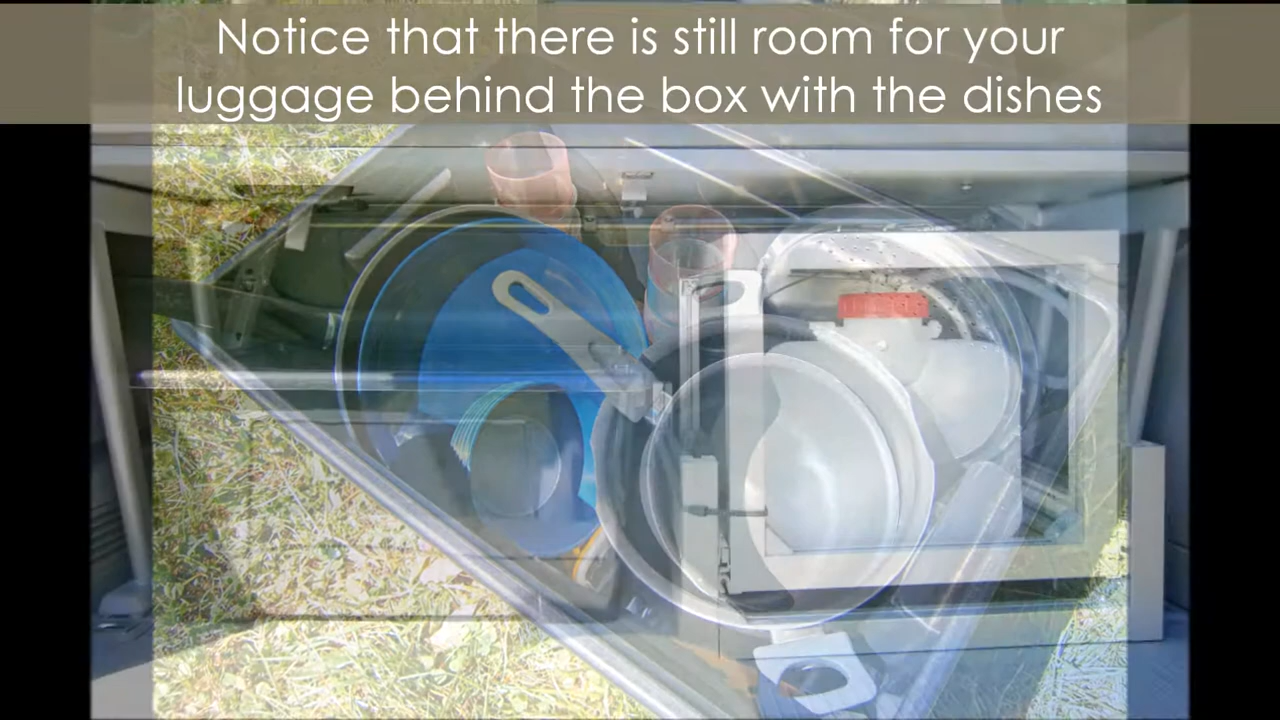 Notice that there is still room for your
luggage behind the box with the dishes